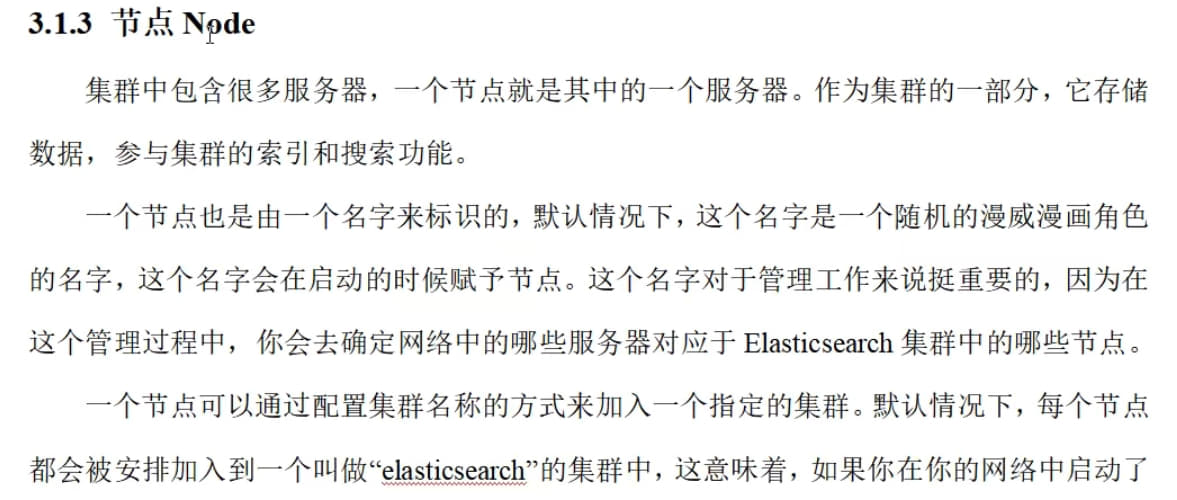 3.1.3 节点 Node
集群中包含很多服务器，一个节点就是其中的一个服务器。作为集群的一部分，它存储
数据，参与集群的索引和搜索功能。
一个节点也是由一个名字来标识的，默认情况下，这个名字是一个随机的漫威漫画角色
的名字，这个名字会在启动的时候赋予节点。这个名字对于管理工作来说挺重要的，因为在
这个管理过程中，你会去确定网络中的哪些服务器对应于 Elasticsearch 集群中的哪些节点。
一个节点可以通过配置集群名称的方式来加入一个指定的集群。默认情况下，每个节点
都会被安排加入到一个叫做“elasticsearch”的集群中，这意味着，如果你在你的网络中启动了